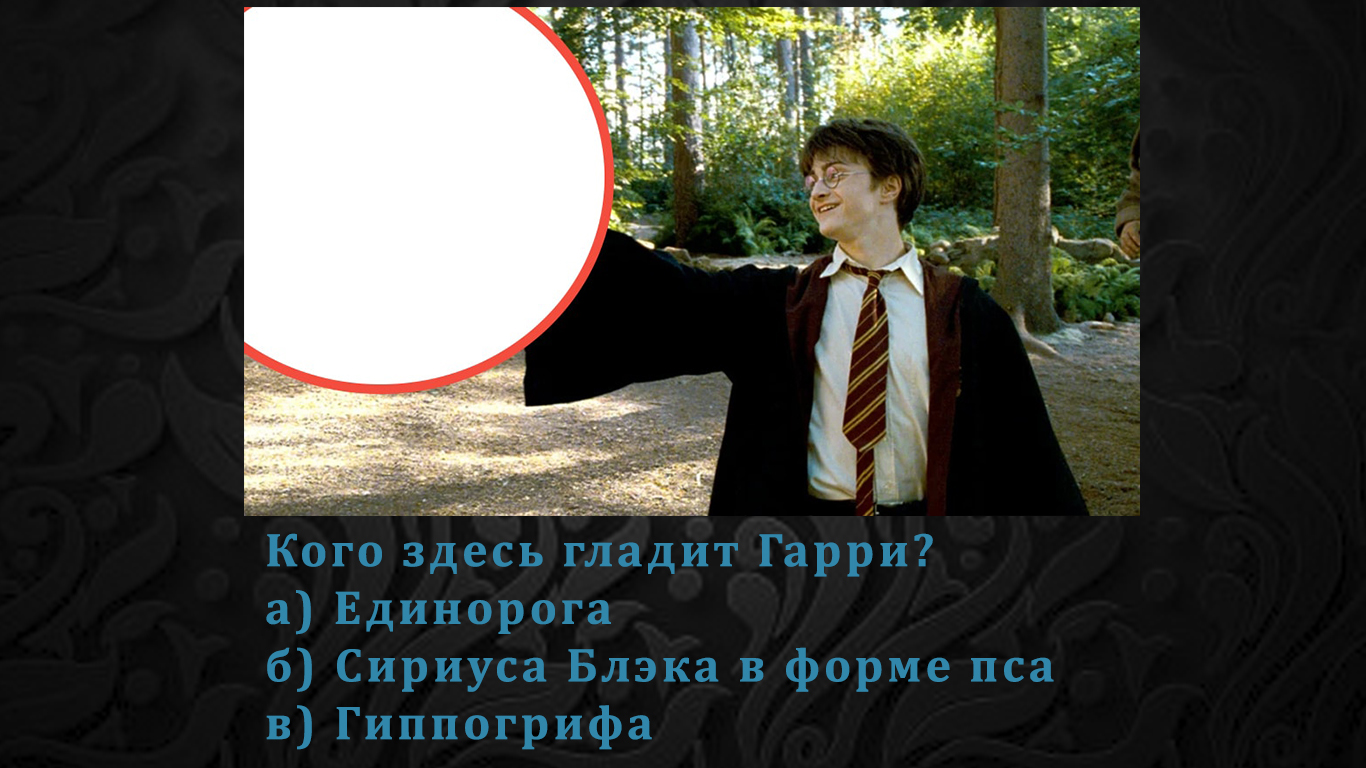 Кого здесь гладит Гарри?
а) Единорога
б) Сириуса Блэка в форме пса
в) Гиппогрифа